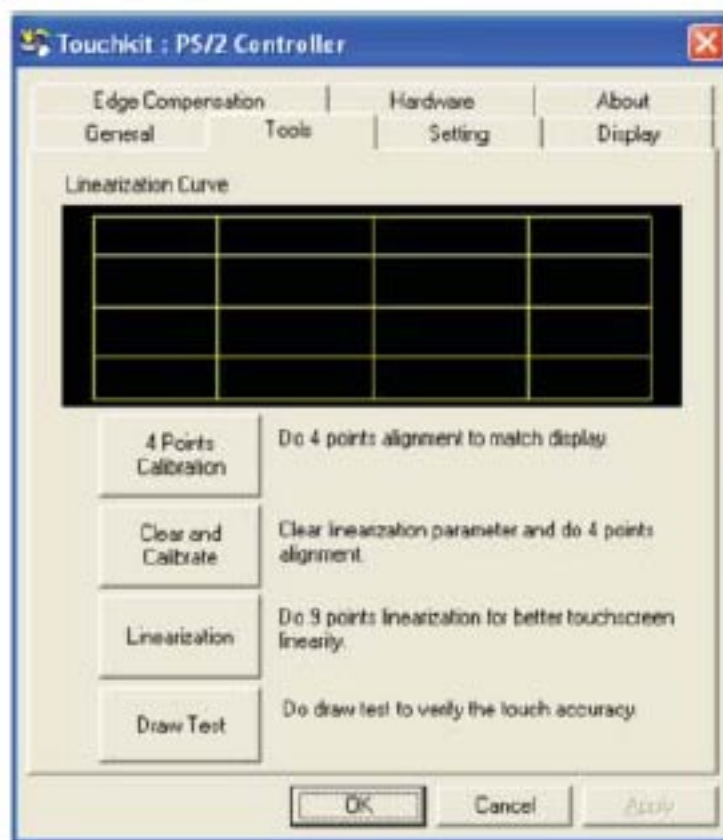 Touchkit : PS/2 Controller
Edge Compensation Hardware About
General Tools Setting Display
Linearization Curve
4 Points
Calibration
Do 4 points alignment to match display.
Clear and
Calibrate
Clear linearization parameter and do 4 points
alignment.
Linearization
Do 9 points linearization for better touchscreen
linearity.
Draw Test
Do draw test to verify the touch accuracy.
OK Cancel Apply